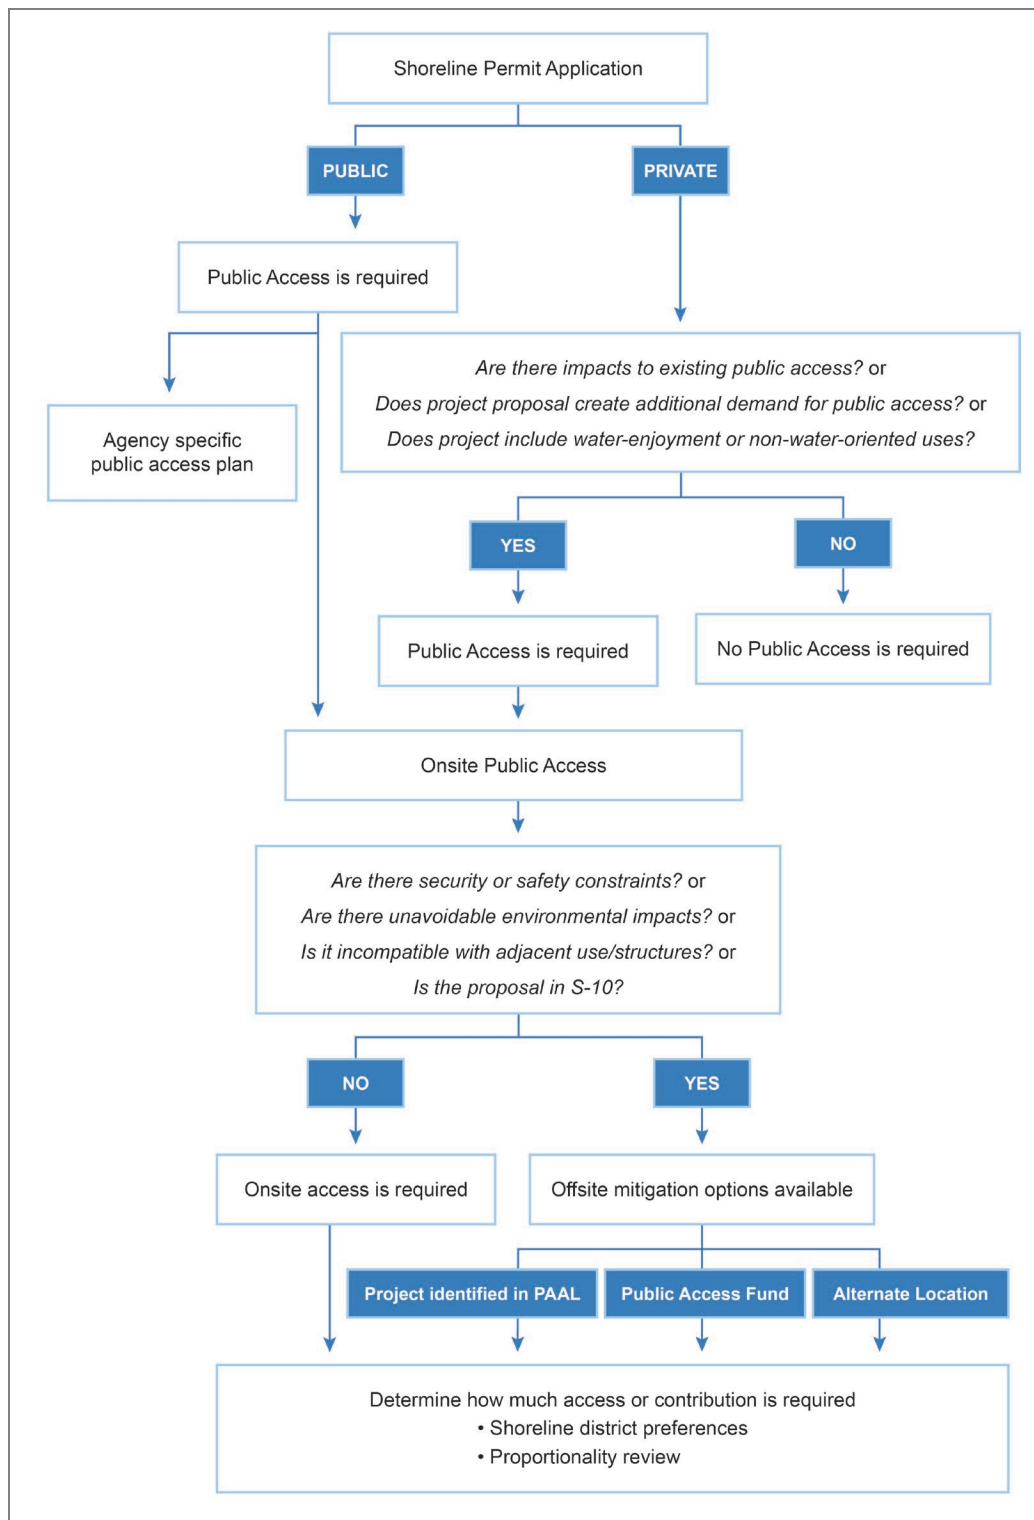 Shoreline Permit Application
PUBLIC
PRIVATE
Public Access is required
Agency specific
public access plan
Are there impacts to existing public access? or
Does project proposal create additional demand for public access? or
Does project include water-enjoyment or non-water-oriented uses?
YES
NO
Public Access is required
No Public Access is required
Onsite Public Access
Are there security or safety constraints? or
Are there unavoidable environmental impacts? or
Is it incompatible with adjacent use/structures? or
Is the proposal in S-10?
NO
YES
Onsite access is required
Offsite mitigation options available
Project identified in PAAL
Public Access Fund
Alternate Location
Determine how much access or contribution is required
• Shoreline district preferences
• Proportionality review